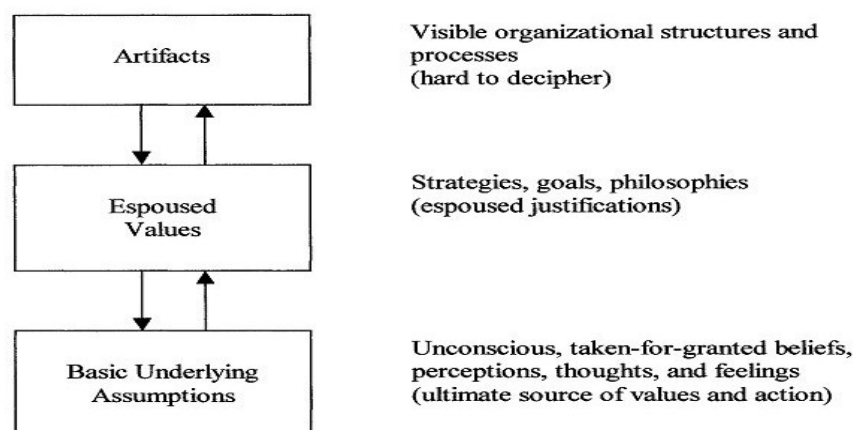 Artifacts
Visible organizational structures and
processes
(hard to decipher)
Espoused
Values
Strategies, goals, philosophies
(espoused justifications)
Basic Underlying
Assumptions
Unconscious, taken-for-granted beliefs,
perceptions, thoughts, and feelings
(ultimate source of values and action)